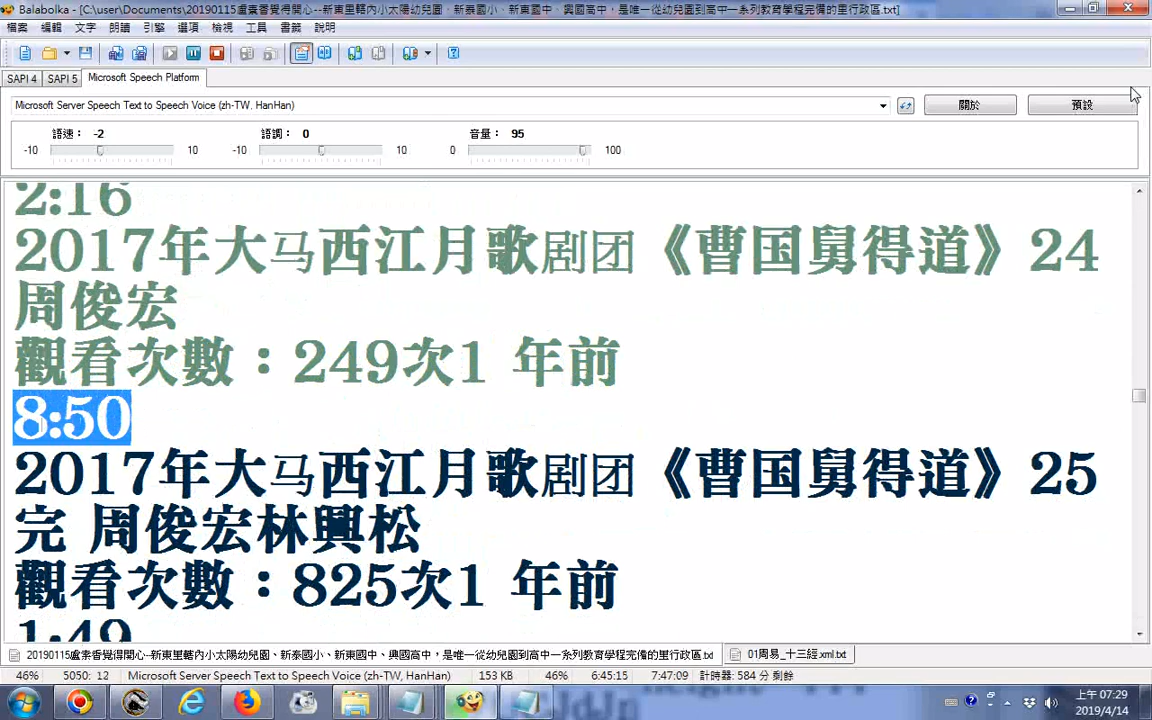 Balabolka - [C:\user\Documents\20190115盧素香覺得開心--新東里轄內小太陽幼兒園、新泰國小、新東國中、興國高中，是唯一從幼兒園到高中一系列教育學程完備的里行政區.txt]
檔案 編輯 文字 朗讀 引擎 選項 檢視 工具 書籤 說明
SAPI 4 SAPI 5 Microsoft Speech Platform
Microsoft Server Speech Text to Speech Voice (zh-TW, HanHan) 關於 預設
語速： -2 語調： 0 音量： 95
-10 10 -10 10 0 100
2:16
2017年大马西江月歌剧团《曹国舅得道》24
周俊宏
觀看次數：249次1 年前
8:50
2017年大马西江月歌剧团《曹国舅得道》25
完 周俊宏林興松
觀看次數：825次1 年前
1:49
20190115盧素香覺得開心--新東里轄內小太陽幼兒園、新泰國小、新東國中、興國高中，是唯一從幼兒園到高中一系列教育學程完備的里行政區.txt 01周易_十三經.xml.txt
46% 5050: 12 Microsoft Server Speech Text to Speech Voice (zh-TW, HanHan) 153 KB 46% 6:45:15 7:47:09 計時器: 584 分 剩餘
上午 07:29
2019/4/14